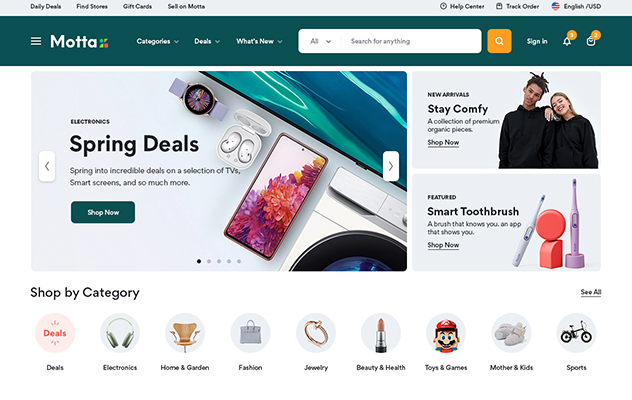 Daily Deals
Find Stores
Gift Cards
Sell on Motta
Help Center
Track Order
English /USD
Motta
Categories
Deals
What's New
All
Search for anything
Sign in
3
2
ELECTRONICS
Spring Deals
Spring into incredible deals on a selection of TVs,
Smart screens, and so much more.
Shop Now
NEW ARRIVALS
Stay Comfy
A collection of premium
organic pieces.
Shop Now
FEATURED
Smart Toothbrush
A brush that knows you. an app
that shows you.
Shop Now
Shop by Category
See All
Deals
Deals
Electronics
Home & Garden
Fashion
Jewelry
Beauty & Health
Toys & Games
Mother & Kids
Sports